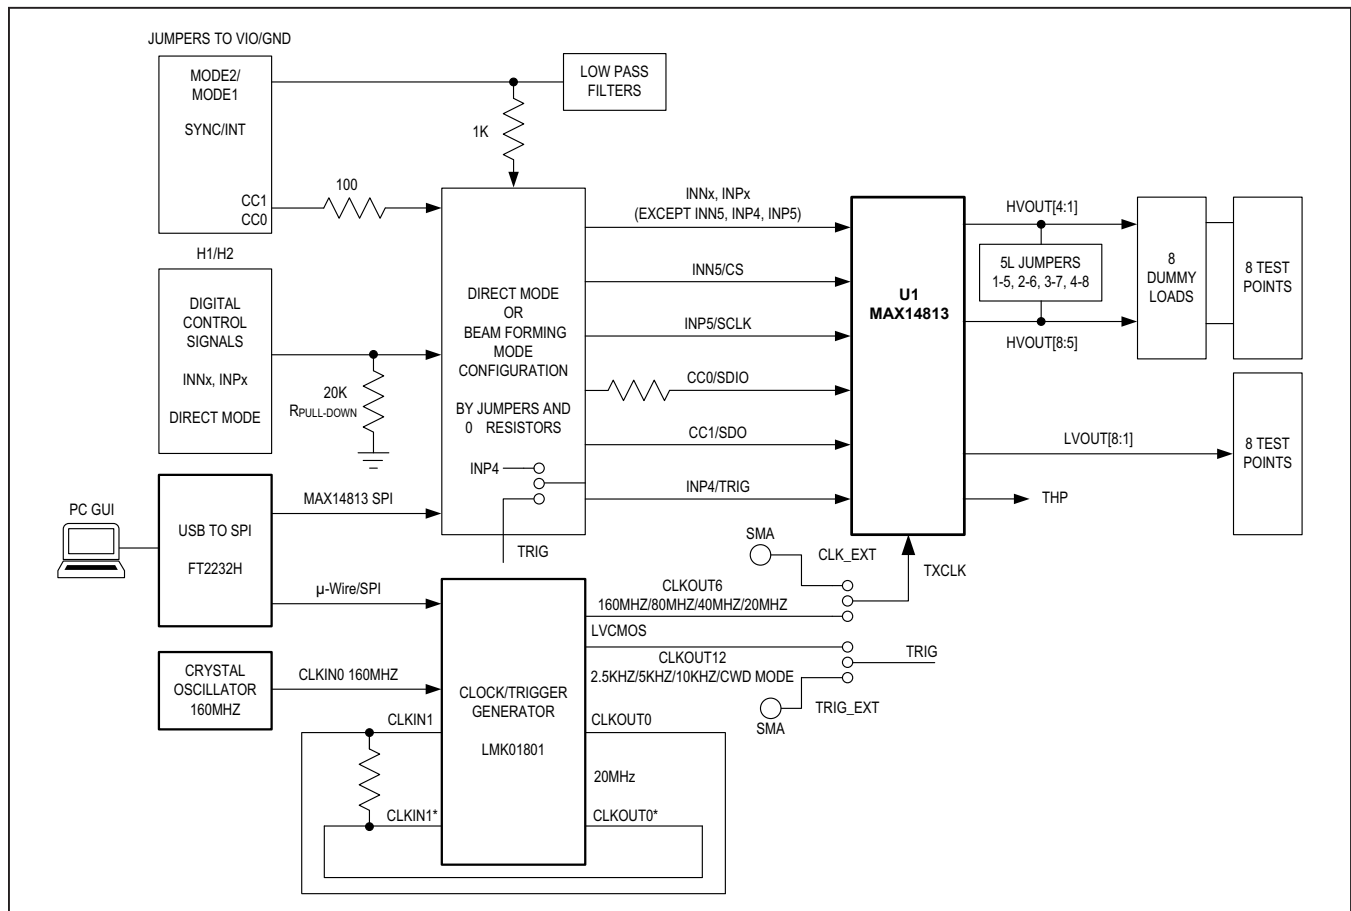 JUMPERS TO VIO/GND
MODE2/
MODE1
SYNC/INT
CC1
CC0
100
1K
LOW PASS
FILTERS
H1/H2
DIGITAL
CONTROL
SIGNALS
INNx, INPx
DIRECT MODE
20K
RPULL-DOWN
DIRECT MODE
OR
BEAM FORMING
MODE
CONFIGURATION
BY JUMPERS AND
0 RESISTORS
INP4
TRIG
INNx, INPx
(EXCEPT INN5, INP4, INP5)
INN5/CS
INP5/SCLK
CC0/SDIO
CC1/SDO
INP4/TRIG
U1
MAX14813
HVOUT[4:1]
5L JUMPERS
1-5, 2-6, 3-7, 4-8
HVOUT[8:5]
8
DUMMY
LOADS
8 TEST
POINTS
LVOUT[8:1]
8 TEST
POINTS
THP
PC GUI
USB TO SPI
FT2232H
MAX14813 SPI
µ-Wire/SPI
CRYSTAL
OSCILLATOR
160MHZ
CLKIN0 160MHZ
CLOCK/TRIGGER
GENERATOR
LMK01801
CLKIN1
CLKIN1*
CLKOUT0
20MHz
CLKOUT0*
SMA
CLK_EXT
TXCLK
CLKOUT6
160MHZ/80MHZ/40MHZ/20MHZ
LVCMOS
CLKOUT12
2.5KHZ/5KHZ/10KHZ/CWD MODE
TRIG
TRIG_EXT
SMA